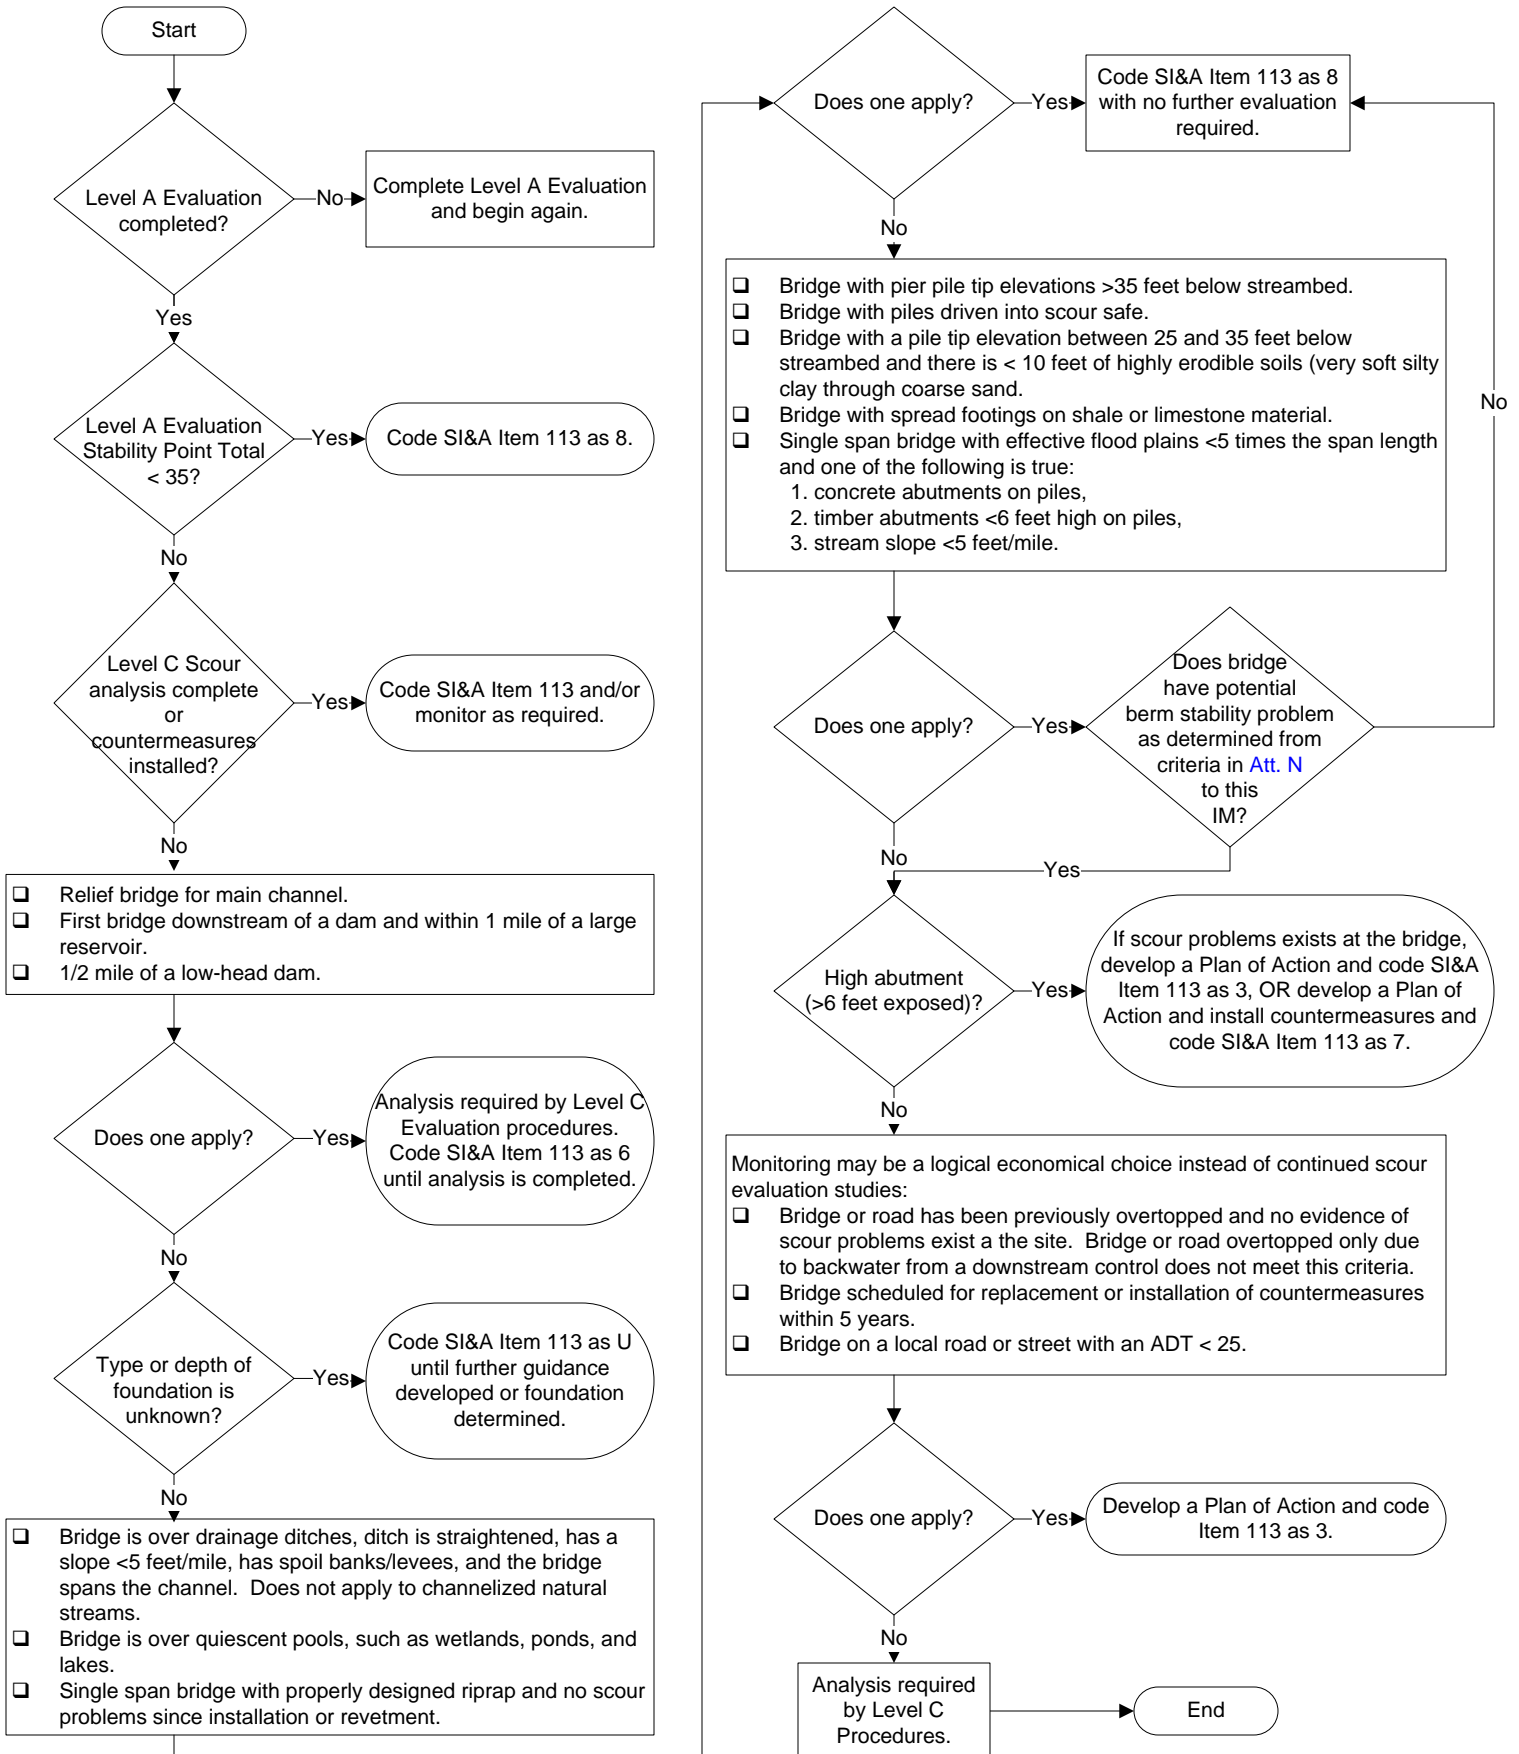 Start
Level A Evaluation
completed?
No
Complete Level A Evaluation
and begin again.
Yes
Level A Evaluation
Stability Point Total
< 35?
Yes
Code SI&A Item 113 as 8.
No
Level C Scour
analysis complete
or
countermeasures
installed?
Yes
Code SI&A Item 113 and/or
monitor as required.
No
❑ Relief bridge for main channel.
❑ First bridge downstream of a dam and within 1 mile of a large
reservoir.
❑ 1/2 mile of a low-head dam.
Does one apply?
Yes
Analysis required by Level C
Evaluation procedures.
Code SI&A Item 113 as 6
until analysis is completed.
No
Type or depth of
foundation is
unknown?
Yes
Code SI&A Item 113 as U
until further guidance
developed or foundation
determined.
No
❑ Bridge is over drainage ditches, ditch is straightened, has a
slope <5 feet/mile, has spoil banks/levees, and the bridge
spans the channel.  Does not apply to channelized natural
streams.
❑ Bridge is over quiescent pools, such as wetlands, ponds, and
lakes.
❑ Single span bridge with properly designed riprap and no scour
problems since installation or revetment.
Does one apply?
Yes
Code SI&A Item 113 as 8
with no further evaluation
required.
No
❑ Bridge with pier pile tip elevations >35 feet below streambed.
❑ Bridge with piles driven into scour safe.
❑ Bridge with a pile tip elevation between 25 and 35 feet below
streambed and there is < 10 feet of highly erodible soils (very soft silty
clay through coarse sand.
❑ Bridge with spread footings on shale or limestone material.
❑ Single span bridge with effective flood plains <5 times the span length
and one of the following is true:
1. concrete abutments on piles,
2. timber abutments <6 feet high on piles,
3. stream slope <5 feet/mile.
No
Does one apply?
Yes
Does bridge
have potential
berm stability problem
as determined from
criteria in Att. N
to this
IM?
No
Yes
High abutment
(>6 feet exposed)?
Yes
If scour problems exists at the bridge,
develop a Plan of Action and code SI&A
Item 113 as 3, OR develop a Plan of
Action and install countermeasures and
code SI&A Item 113 as 7.
No
Monitoring may be a logical economical choice instead of continued scour
evaluation studies:
❑ Bridge or road has been previously overtopped and no evidence of
scour problems exist a the site.  Bridge or road overtopped only due
to backwater from a downstream control does not meet this criteria.
❑ Bridge scheduled for replacement or installation of countermeasures
within 5 years.
❑ Bridge on a local road or street with an ADT < 25.
Does one apply?
Yes
Develop a Plan of Action and code
Item 113 as 3.
No
Analysis required
by Level C
Procedures.
End